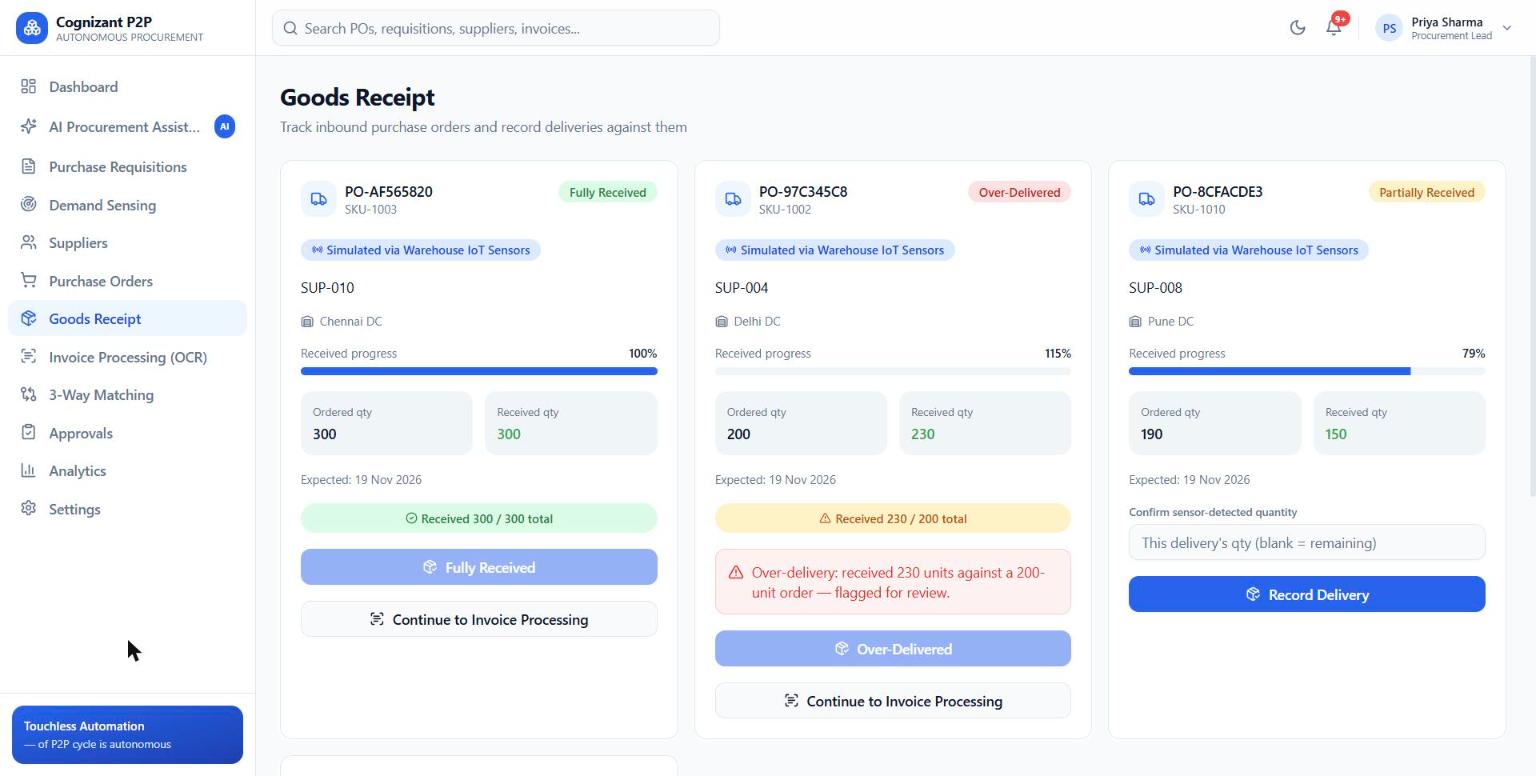 Cognizant P2P
AUTONOMOUS PROCUREMENT
Search POs, requisitions, suppliers, invoices...
9+
PS
Priya Sharma
Procurement Lead
Dashboard
AI Procurement Assist...
AI
Purchase Requisitions
Demand Sensing
Suppliers
Purchase Orders
Goods Receipt
Invoice Processing (OCR)
3-Way Matching
Approvals
Analytics
Settings
Touchless Automation
— of P2P cycle is autonomous
Goods Receipt
Track inbound purchase orders and record deliveries against them
PO-AF565820
SKU-1003
Fully Received
Simulated via Warehouse IoT Sensors
SUP-010
Chennai DC
Received progress 100%
Ordered qty
300
Received qty
300
Expected: 19 Nov 2026
Received 300 / 300 total
Fully Received
Continue to Invoice Processing
PO-97C345C8
SKU-1002
Over-Delivered
Simulated via Warehouse IoT Sensors
SUP-004
Delhi DC
Received progress 115%
Ordered qty
200
Received qty
230
Expected: 19 Nov 2026
Received 230 / 200 total
Over-delivery: received 230 units against a 200-
unit order — flagged for review.
Over-Delivered
Continue to Invoice Processing
PO-8CFACDE3
SKU-1010
Partially Received
Simulated via Warehouse IoT Sensors
SUP-008
Pune DC
Received progress 79%
Ordered qty
190
Received qty
150
Expected: 19 Nov 2026
Confirm sensor-detected quantity
This delivery's qty (blank = remaining)
Record Delivery